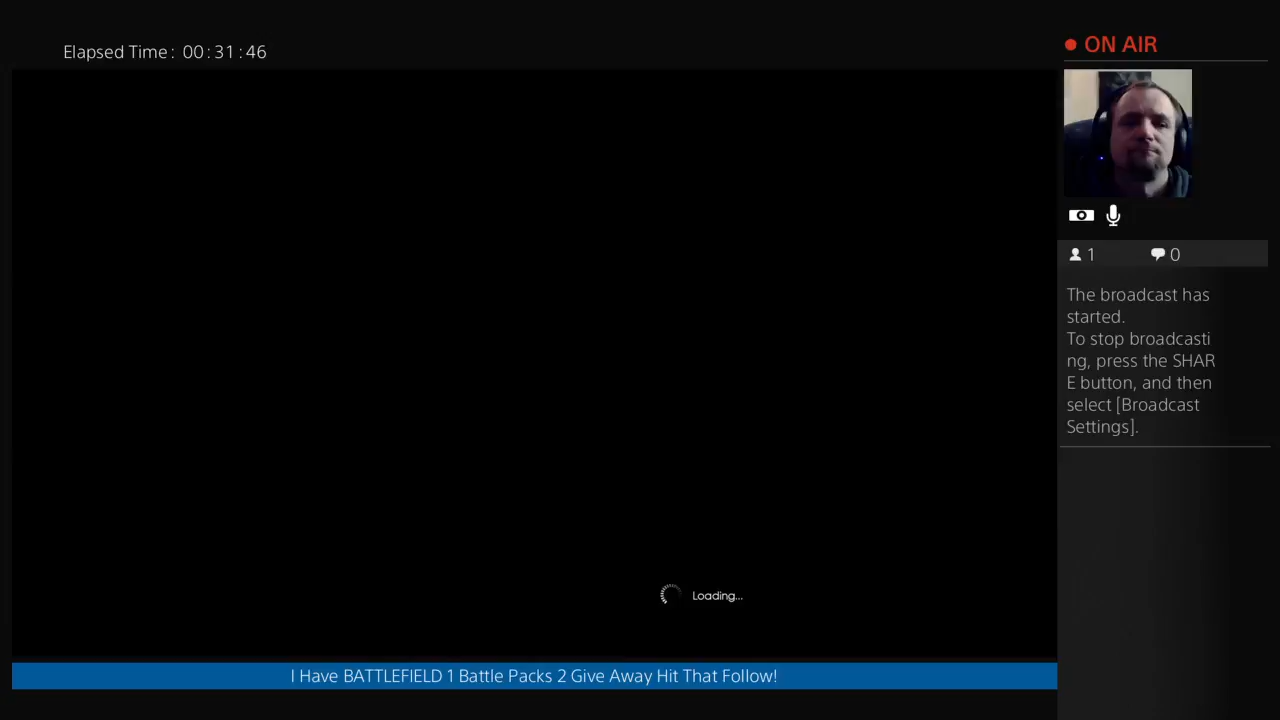 Elapsed Time: 00:31:46
ON AIR
1 0
The broadcast has
started.
To stop broadcasti
ng, press the SHAR
E button, and then
select [Broadcast
Settings].
Loading...
I Have BATTLEFIELD 1 Battle Packs 2 Give Away Hit That Follow!